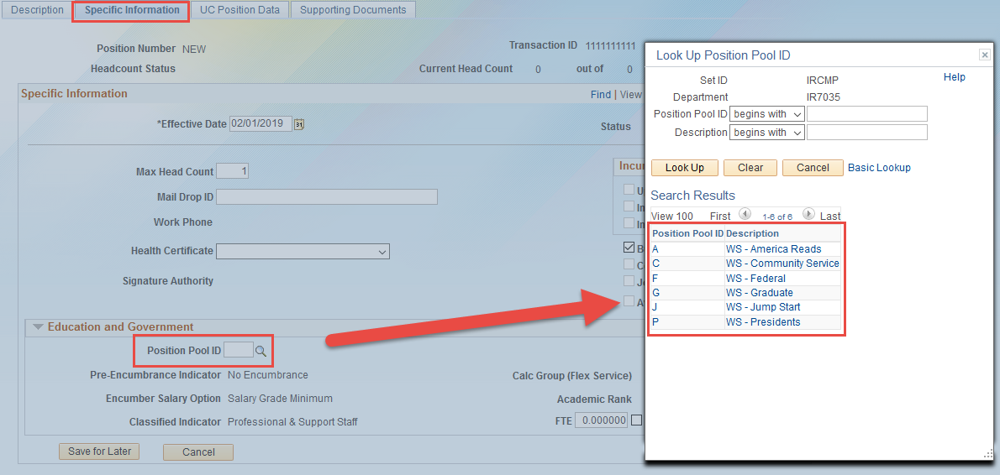 Description
Specific Information
UC Position Data
Supporting Documents
Position Number NEW
Transaction ID 1111111111
Headcount Status
Current Head Count 0 out of 0
Specific Information
Find | View
*Effective Date 02/01/2019
31
Status
Max Head Count 1
Mail Drop ID
Work Phone
Health Certificate
Signature Authority
Incu
U
In
In
B
C
Jo
A
Education and Government
Position Pool ID
Pre-Encumbrance Indicator No Encumbrance
Calc Group (Flex Service)
Encumber Salary Option Salary Grade Minimum
Academic Rank
Classified Indicator Professional & Support Staff
FTE 0.000000
Save for Later
Cancel
Look Up Position Pool ID
×
Help
Set ID IRCMP
Department IR7035
Position Pool ID begins with
Description begins with
Look Up
Clear
Cancel
Basic Lookup
Search Results
View 100 First 1-6 of 6 Last
Position Pool ID Description
A WS - America Reads
C WS - Community Service
F WS - Federal
G WS - Graduate
J WS - Jump Start
P WS - Presidents